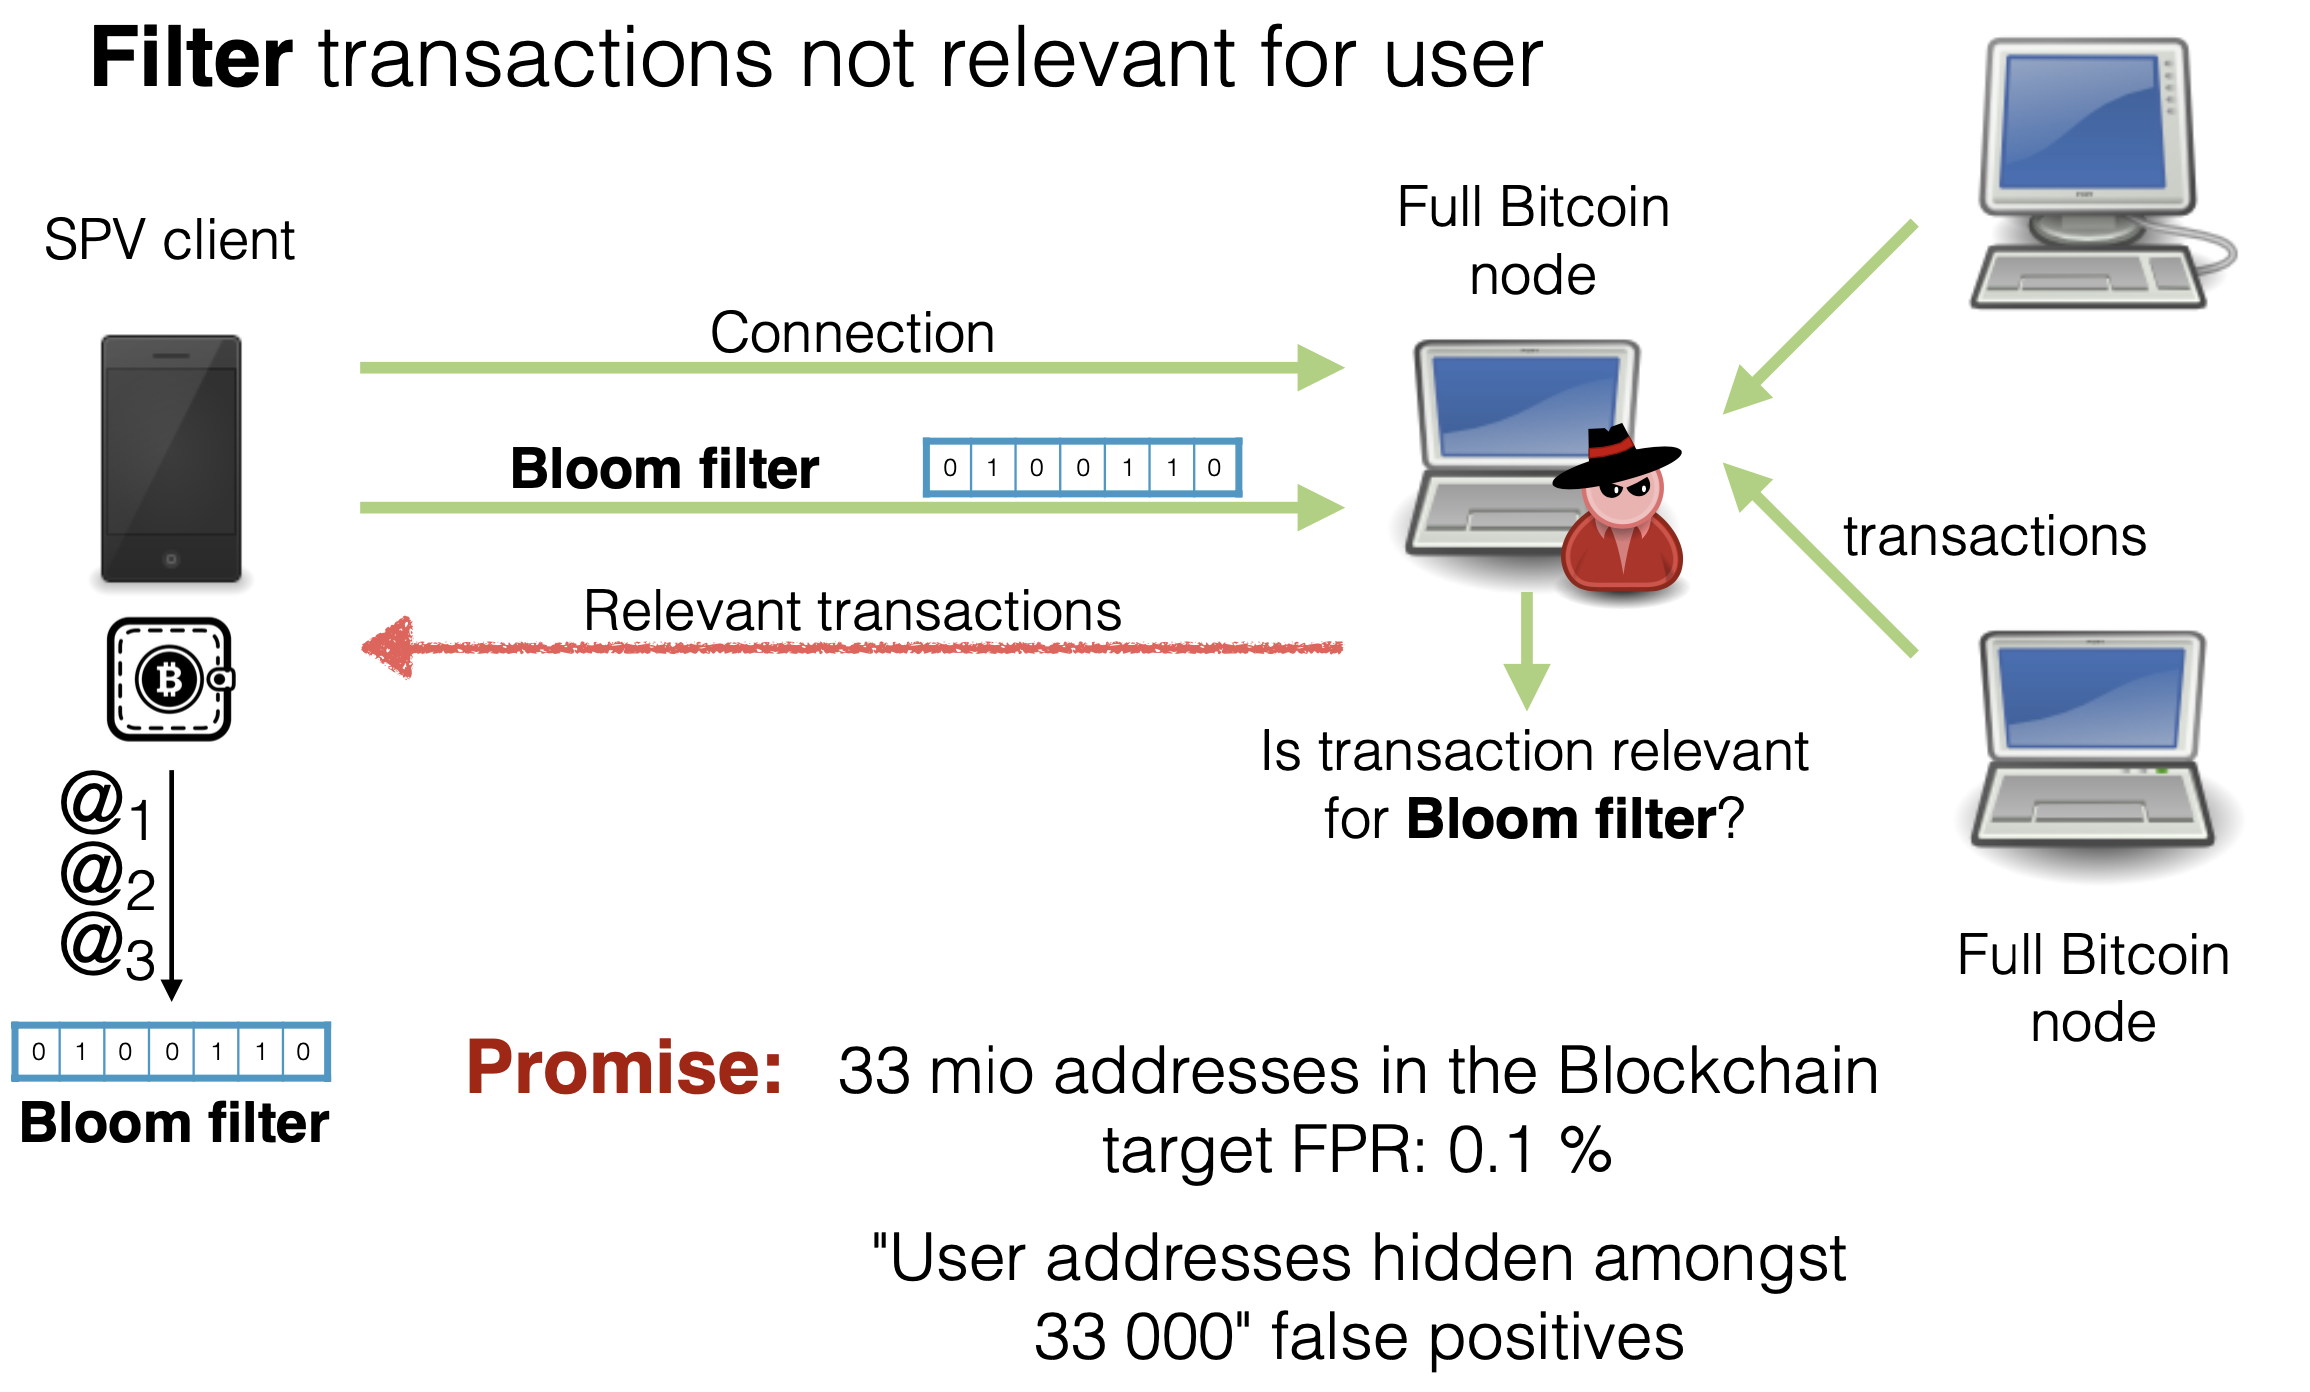 Filter transactions not relevant for user
SPV client
Full Bitcoin
node
Connection
Bloom filter
0 1 0 0 1 1 0
Relevant transactions
transactions
Is transaction relevant
for Bloom filter?
@1
@2
@3
0 1 0 0 1 1 0
Bloom filter
Full Bitcoin
node
Promise: 33 mio addresses in the Blockchain
target FPR: 0.1 %
"User addresses hidden amongst
33 000" false positives